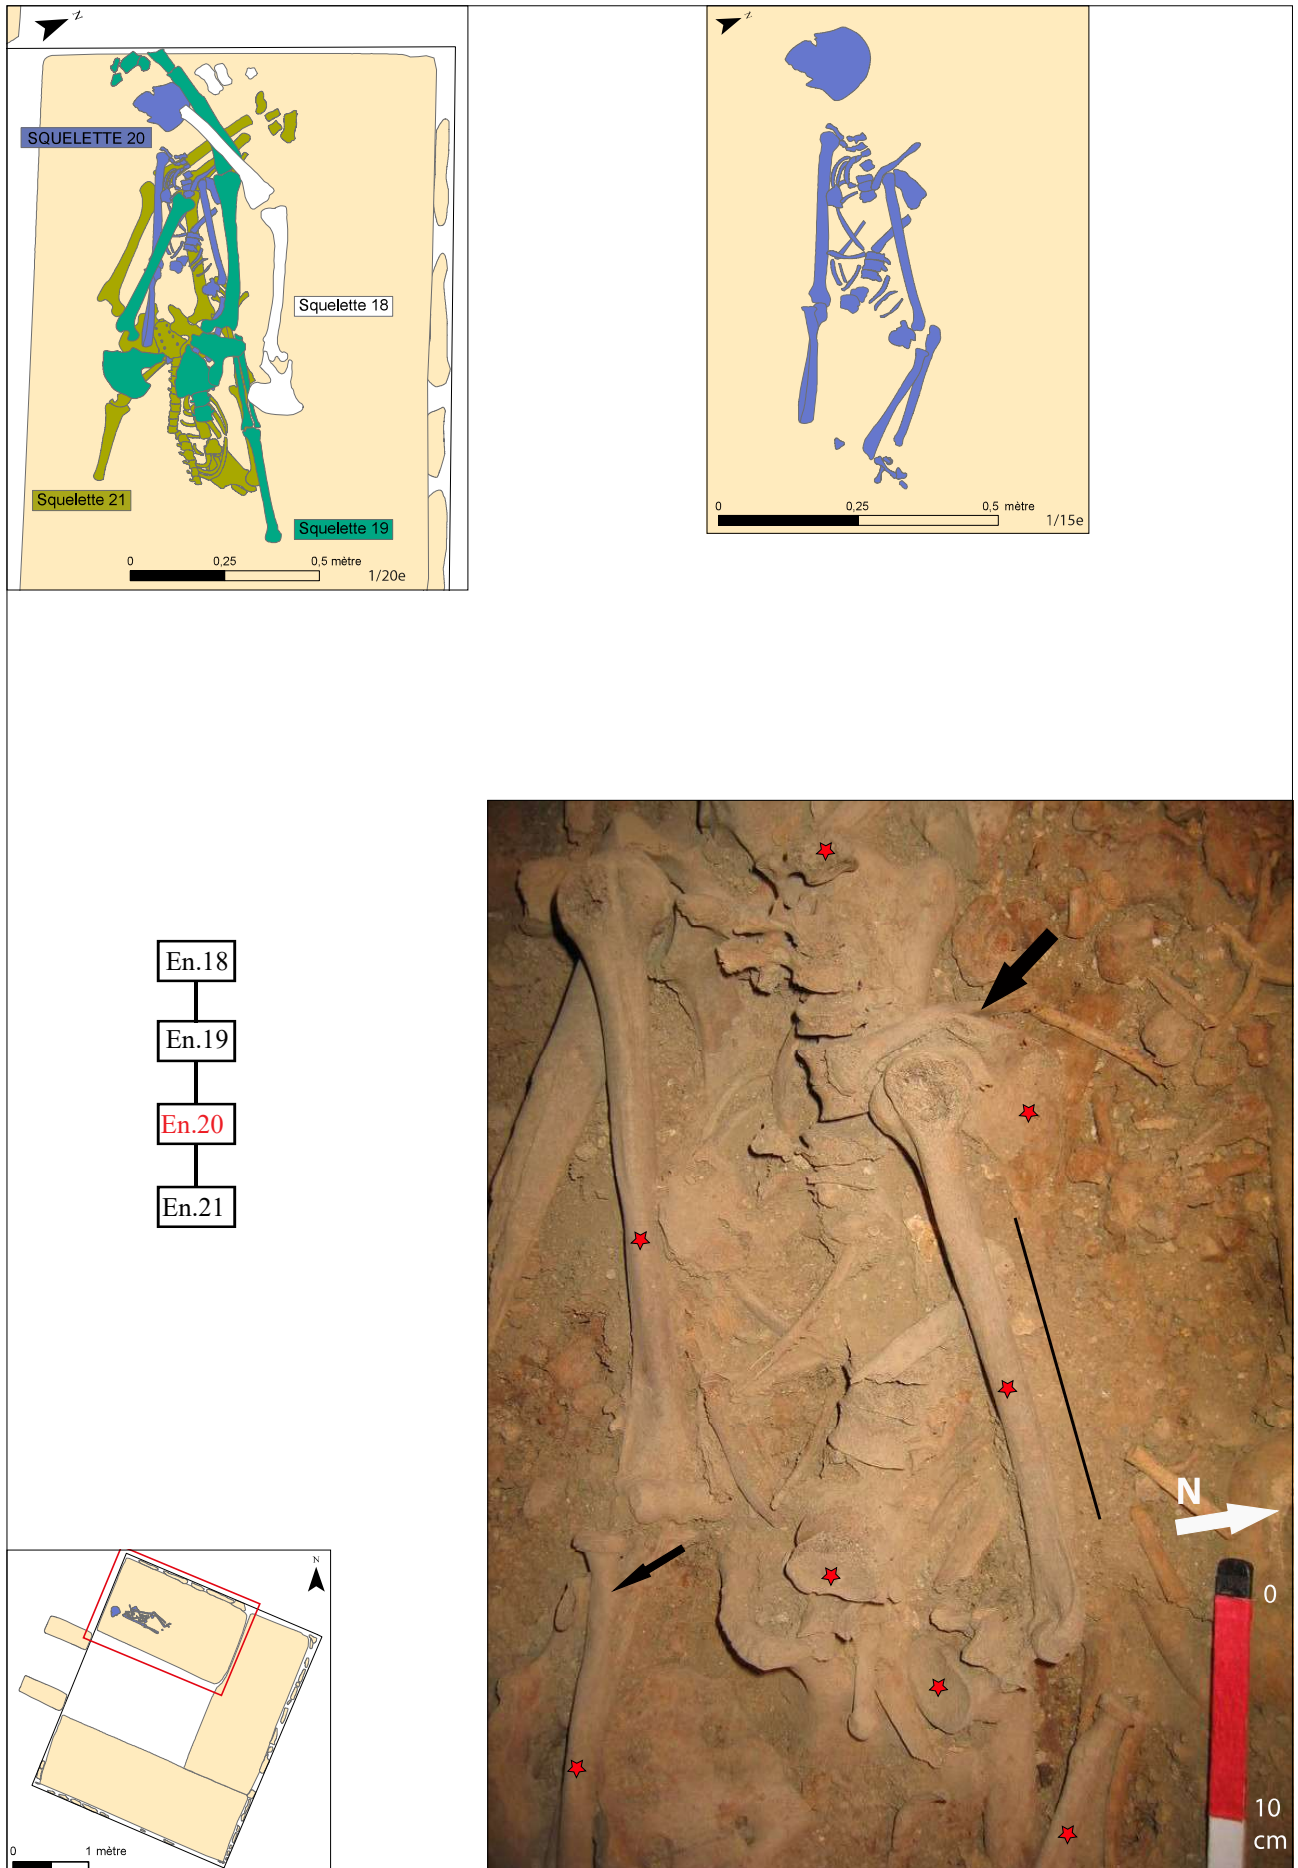 N
SQUELETTE 20
Squelette 18
Squelette 21
Squelette 19
0 0,25 0,5 mètre
1/20e
N
0 0,25 0,5 mètre
1/15e
En.18
En.19
En.20
En.21
N
0 1 mètre
N
0
10
cm